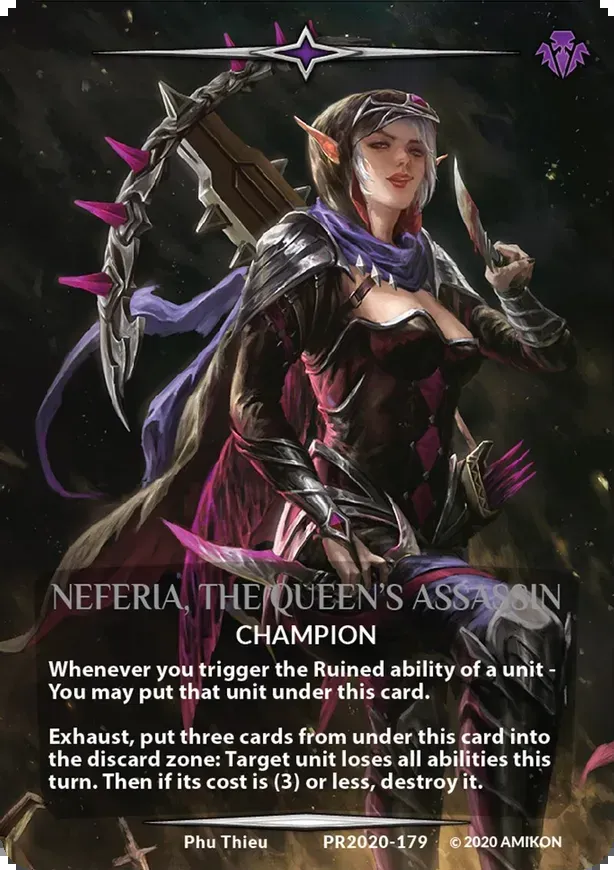 NEFERIA, THE QUEEN'S ASSASSIN
CHAMPION
Whenever you trigger the Ruined ability of a unit -
You may put that unit under this card.
Exhaust, put three cards from under this card into
the discard zone: Target unit loses all abilities this
turn. Then if its cost is (3) or less, destroy it.
Phu Thieu PR2020-179 © 2020 AMIKON